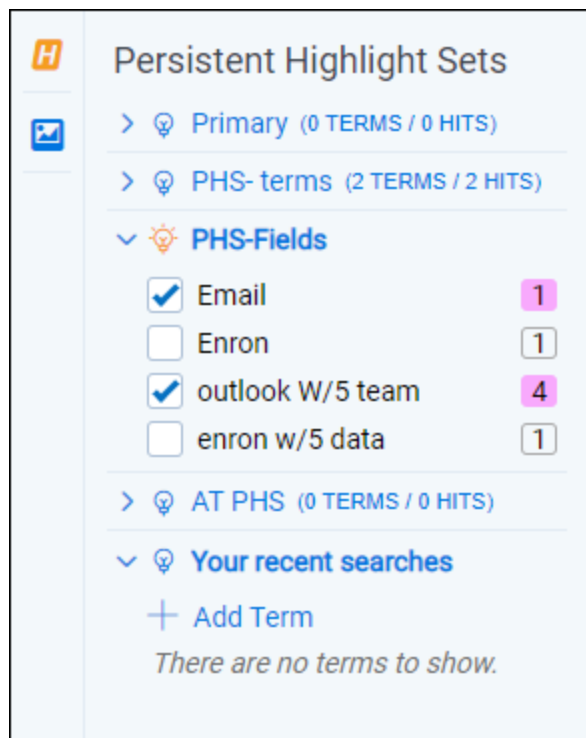 H
Persistent Highlight Sets
Primary (0 TERMS / 0 HITS)
PHS- terms (2 TERMS / 2 HITS)
PHS-Fields
Email 1
Enron 1
outlook W/5 team 4
enron w/5 data 1
AT PHS (0 TERMS / 0 HITS)
Your recent searches
Add Term
There are no terms to show.